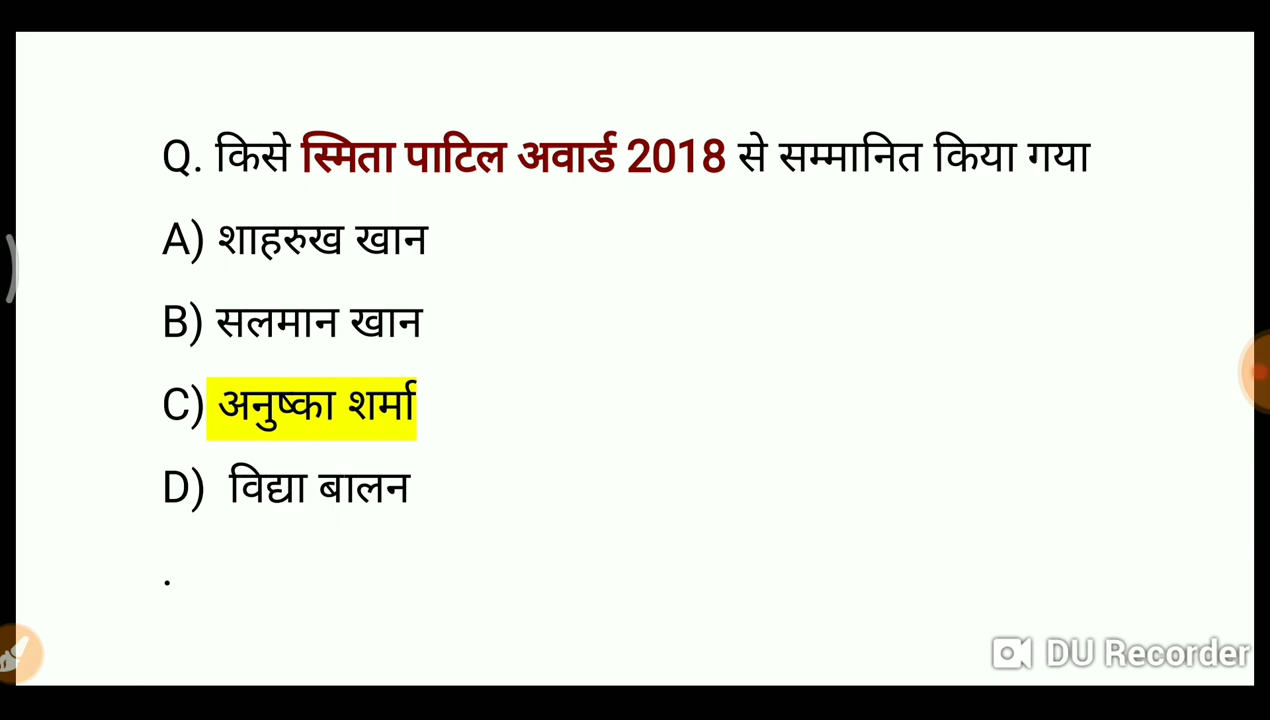 Q. किसे स्मिता पाटिल अवार्ड 2018 से सम्मानित किया गया
A) शाहरुख खान
B) सलमान खान
C) अनुष्का शर्मा
D) विद्या बालन
.
DU Recorder